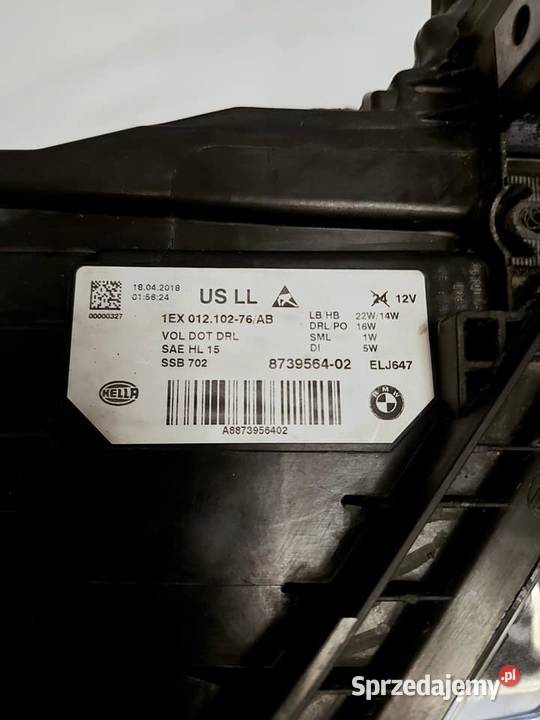 18.04.2018
01:56:24
00000327
US LL
12V
1EX 012.102-76/AB
VOL DOT DRL
SAE HL 15
SSB 702
LB/HB 22W/14W
DRL/PO 16W
SML 1W
DI 5W
8739564-02 ELJ647
HELLA
A8873956402
BMW
Sprzedajemy.pl